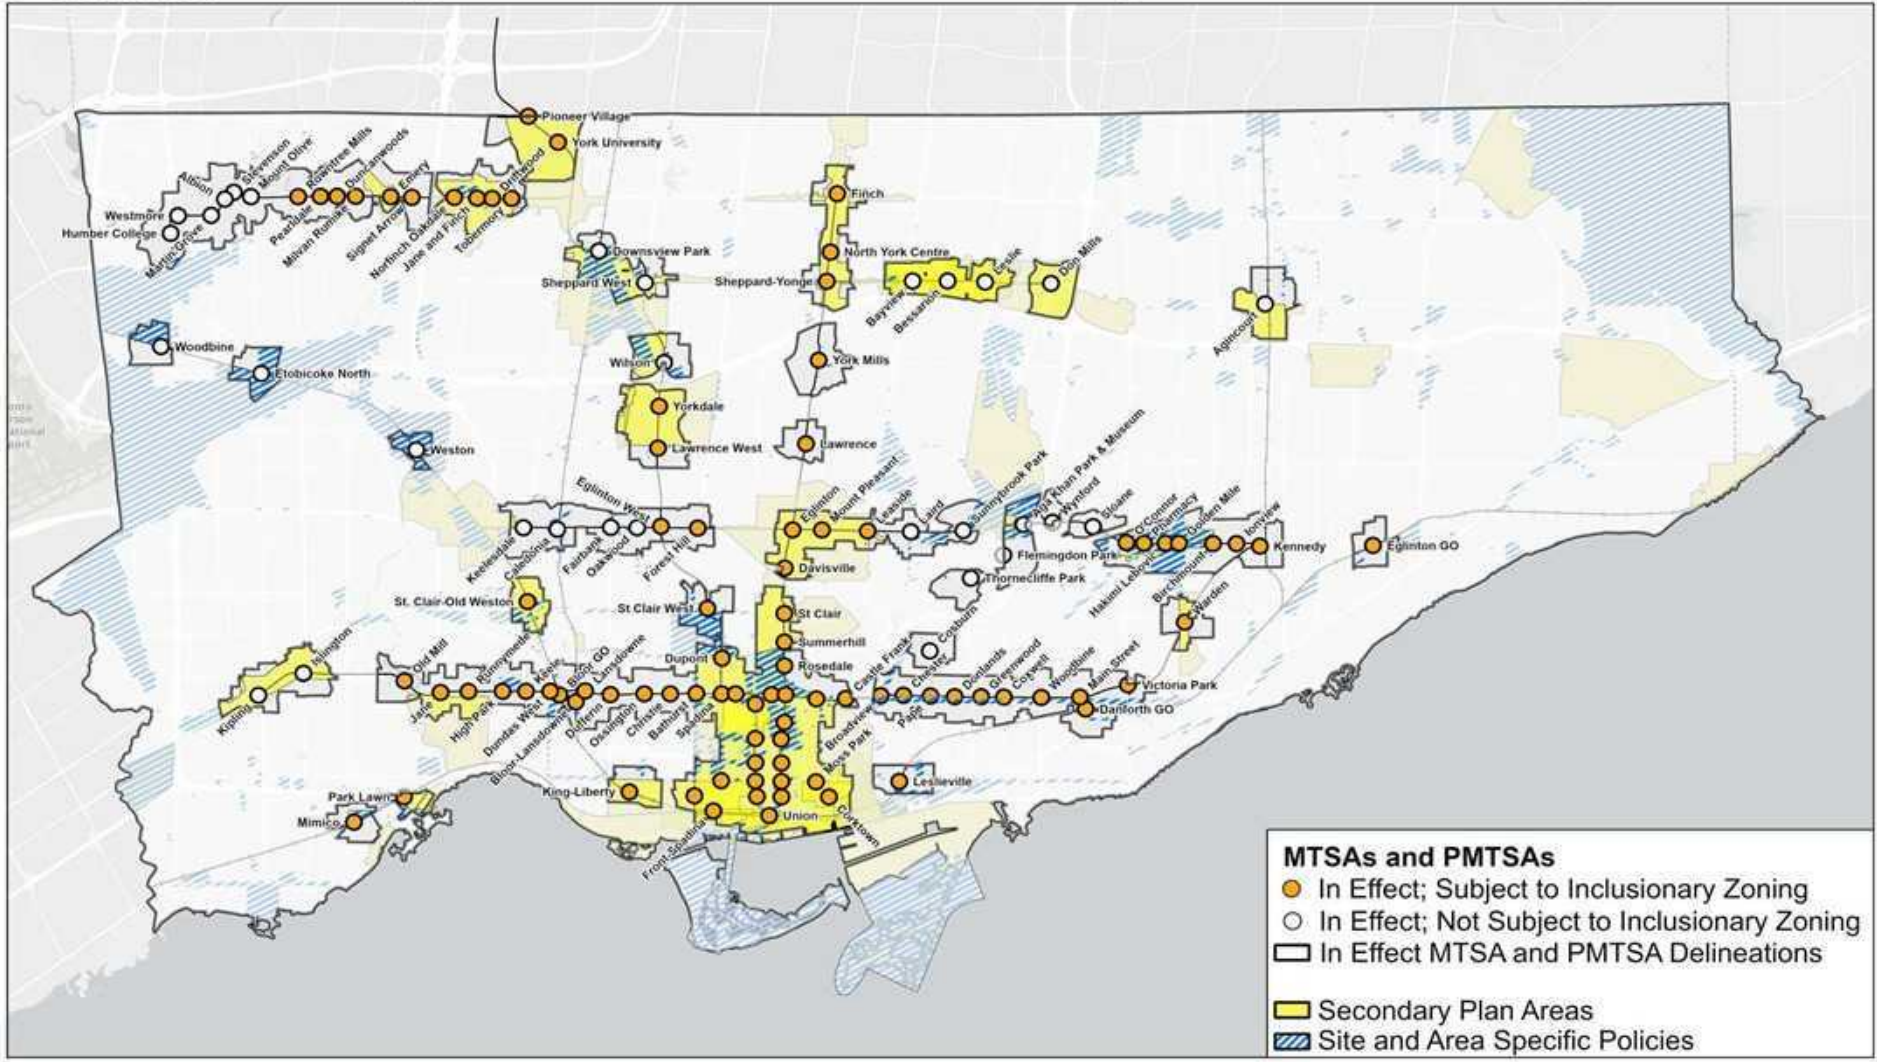 Pioneer Village
York University
Stevenson
Mount Olive
Rowntree Mills
Duncanwoods
Emery
Driftwood
Albion
Westmore
Humber College
Martin Grove
Pearldale
Milvan Rumike
Signet Arrow
Norfinch Oakdale
Jane and Finch
Tobermory
Finch
Downsview Park
North York Centre
Leslie
Don Mills
Sheppard West
Sheppard-Yonge
Bayview
Bessarion
Agincourt
Woodbine
Etobicoke North
Wilson
York Mills
Yorkdale
Lawrence West
Lawrence
Weston
Eglinton West
Eglinton
Mount Pleasant
Leaside
Laird
Sunnybrook Park
Aga Khan Park & Museum
Wynford
Sloane
O'Connor
Pharmacy
Golden Mile
Ionview
Keelesdale
Caledonia
Fairbank
Oakwood
Forest Hill
Kennedy
Eglinton GO
Flemingdon Park
Hakimi Lebovic
Birchmount
Davisville
Thorncliffe Park
St. Clair-Old Weston
St Clair West
St Clair
Warden
Cosburn
Summerhill
Islington
Old Mill
Runnymede
Keele
Bloor GO
Lansdowne
Dupont
Rosedale
Castle Frank
Chester
Donlands
Greenwood
Coxwell
Woodbine
Main Street
Victoria Park
Kipling
Jane
High Park
Dundas West
Bloor-Lansdowne
Dufferin
Ossington
Christie
Bathurst
Spadina
Broadview
Pape
Danforth GO
Moss Park
Leslieville
King-Liberty
Park Lawn
Mimico
Union
Corktown
Front-Spadina
MTSAs and PMTSAs
In Effect; Subject to Inclusionary Zoning
In Effect; Not Subject to Inclusionary Zoning
In Effect MTSA and PMTSA Delineations
Secondary Plan Areas
Site and Area Specific Policies